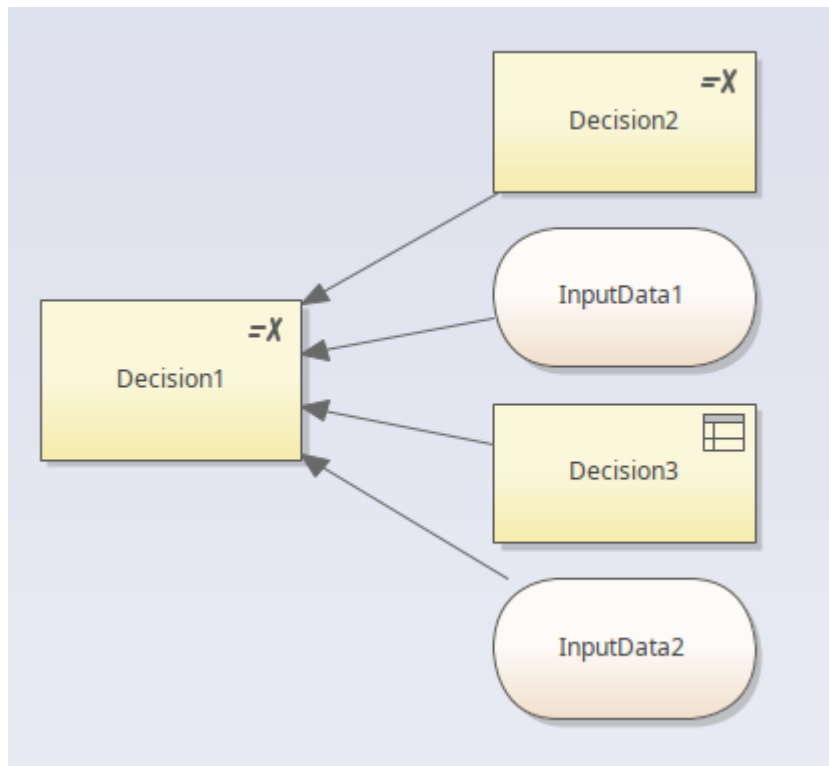 =X
Decision2
InputData1
=X
Decision1
Decision3
InputData2